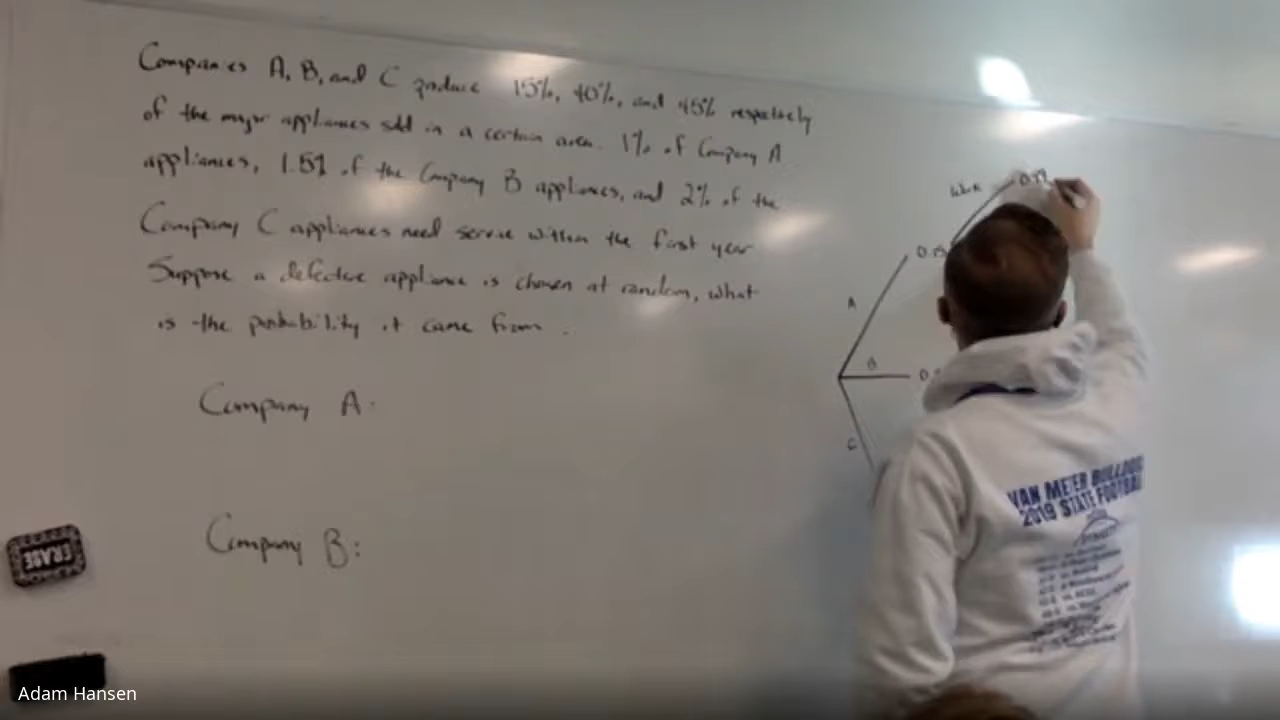 Companies A, B, and C produce 15%, 40%, and 45% respectively
of the major appliances sold in a certain area. 1% of Company A
appliances, 1.5% of the Company B appliances, and 2% of the
Company C appliances need service within the first year
Suppose a defective appliance is chosen at random, what
is the probability it came from
Company A:
Company B:
0.99
0.15
A
B
0.
C
ERASE
VAN METER BULLDOGS
2019 STATE FOOTBALL
DYNASTY
Adam Hansen